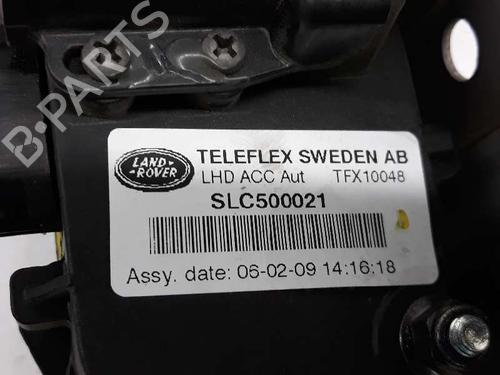 B-PARTS
LAND-
ROVER
TELEFLEX SWEDEN AB
LHD ACC Aut TFX10048
SLC500021
Assy. date: 06-02-09 14:16:18